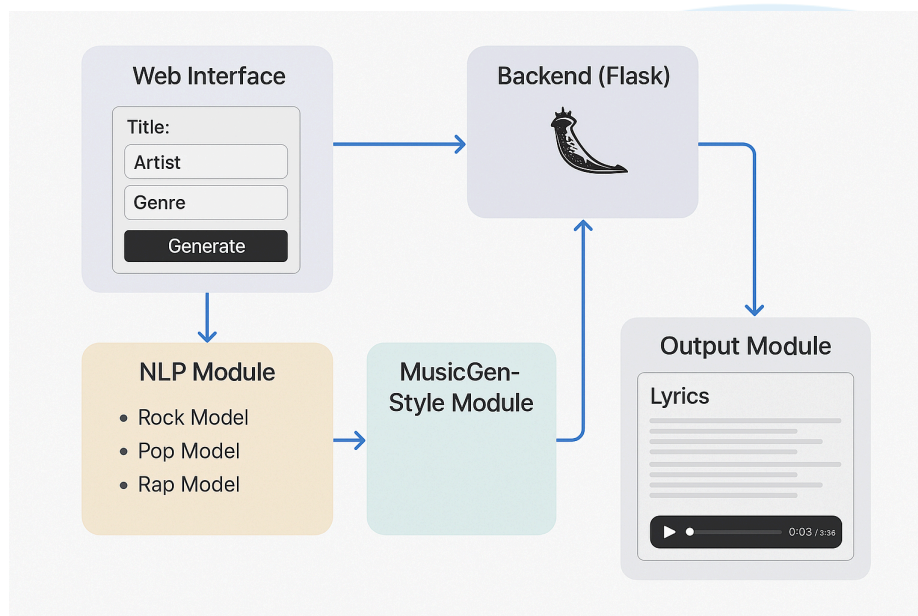 Web Interface
Title:
Artist
Genre
Generate
Backend (Flask)
NLP Module
• Rock Model
• Pop Model
• Rap Model
MusicGen-
Style Module
Output Module
Lyrics
0:03 / 3:36